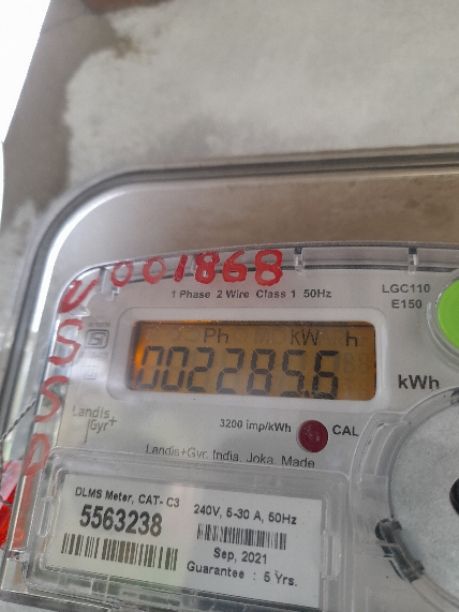 001868
1 Phase 2 Wire Class 1 50Hz
LGC110
E150
Ph kW h
002285.6
kWh
Landis
Gyr+
3200 imp/kWh
CAL
Landis+Gyr, India, Joka, Made
DLMS Meter, CAT- C3
5563238
240V, 5-30 A, 50Hz
Sep, 2021
Guarantee : 5 Yrs.